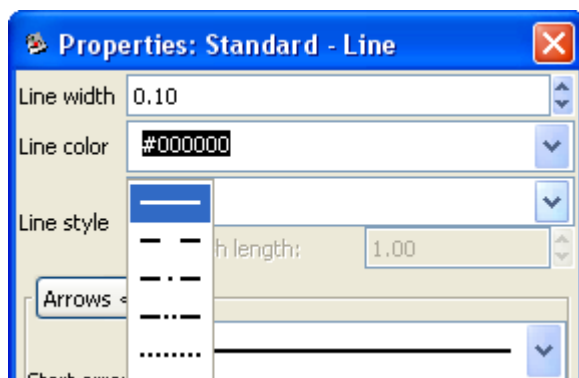 Properties: Standard - Line
Line width 0.10
Line color #000000
Line style
h length: 1.00
Arrows <